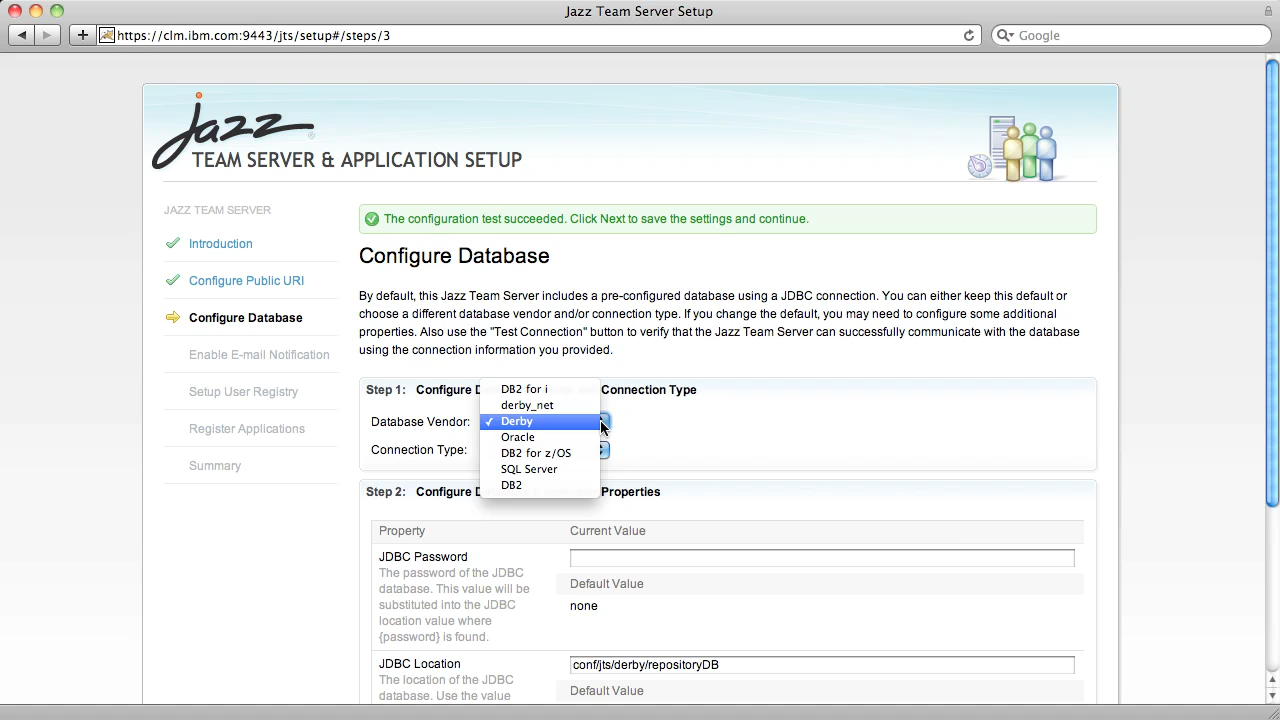 Jazz Team Server Setup
https://clm.ibm.com:9443/jts/setup#/steps/3
Google
jazz
TEAM SERVER & APPLICATION SETUP
JAZZ TEAM SERVER
Introduction
Configure Public URI
Configure Database
Enable E-mail Notification
Setup User Registry
Register Applications
Summary
The configuration test succeeded. Click Next to save the settings and continue.
Configure Database
By default, this Jazz Team Server includes a pre-configured database using a JDBC connection. You can either keep this default or
choose a different database vendor and/or connection type. If you change the default, you may need to configure some additional
properties. Also use the "Test Connection" button to verify that the Jazz Team Server can successfully communicate with the database
using the connection information you provided.
Step 1: Configure D Connection Type
Database Vendor:
Connection Type:
DB2 for i
derby_net
✓ Derby
Oracle
DB2 for z/OS
SQL Server
DB2
Step 2: Configure D Properties
Property Current Value
JDBC Password
The password of the JDBC
database. This value will be
substituted into the JDBC
location value where
{password} is found.
Default Value
none
JDBC Location
The location of the JDBC
database. Use the value
conf/jts/derby/repositoryDB
Default Value